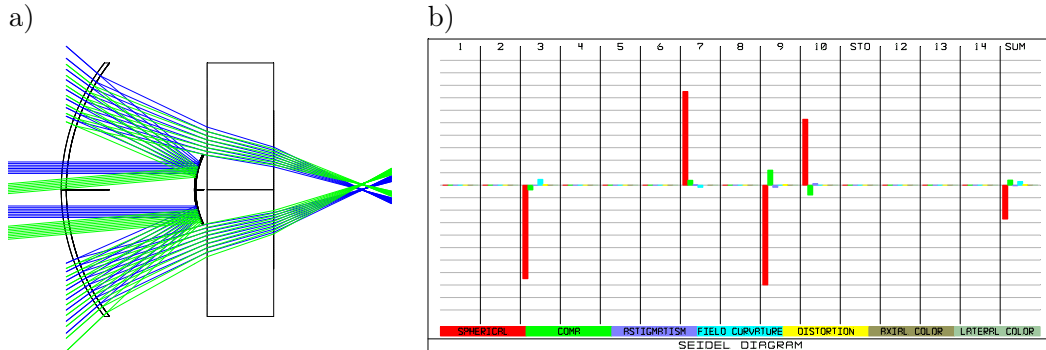 a)
b)
1 2 3 4 5 6 7 8 9 10 STO 12 13 14 SUM
SPHERICAL COMA ASTIGMATISM FIELD CURVATURE DISTORTION AXIAL COLOR LATERAL COLOR
SEIDEL DIAGRAM